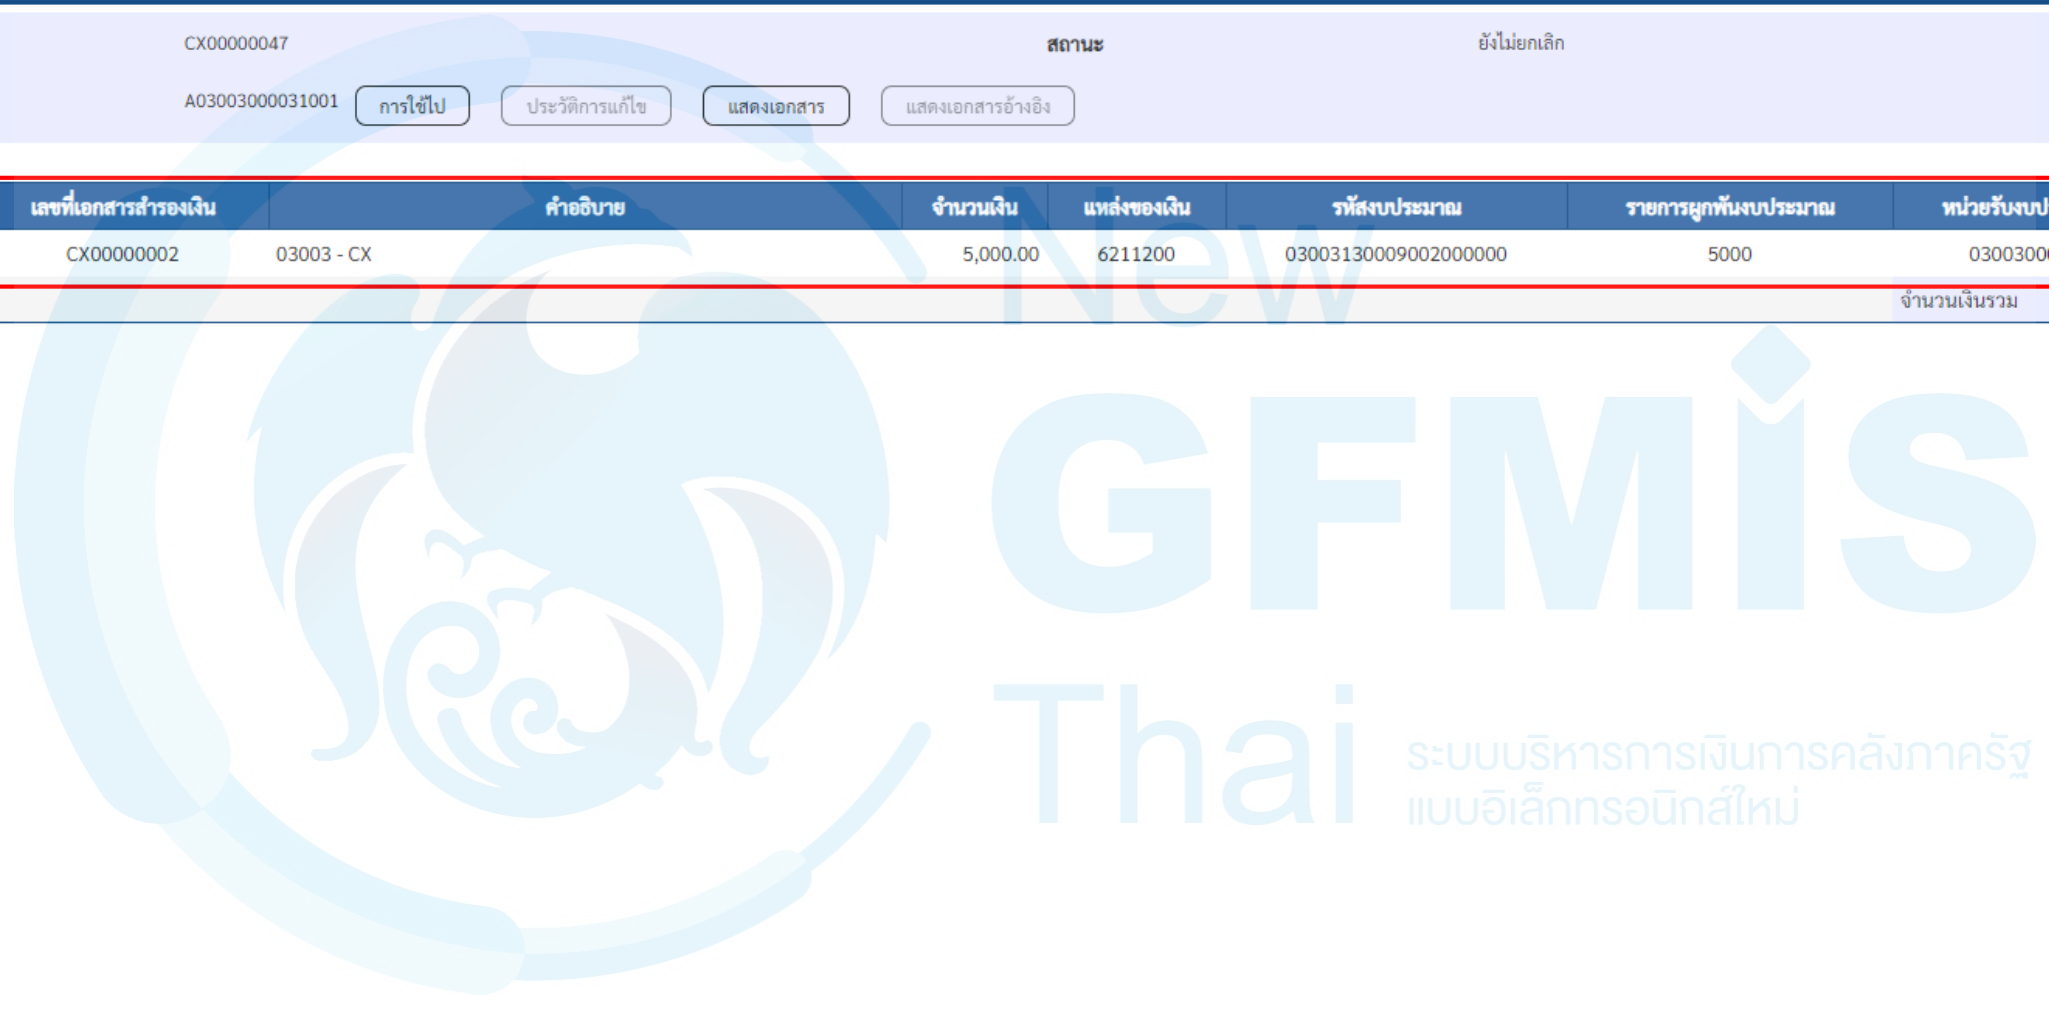 CX00000047 สถานะ ยังไม่ยกเลิก
A03003000031001 การใช้ไป ประวัติการแก้ไข แสดงเอกสาร แสดงเอกสารอ้างอิง
เลขที่เอกสารสำรองเงิน คำอธิบาย จำนวนเงิน แหล่งของเงิน รหัสงบประมาณ รายการผูกพันงบประมาณ หน่วยรับงบป
CX00000002 03003 - CX 5,000.00 6211200 03003130009002000000 5000 0300300
จำนวนเงินรวม
New
GFMIS
Thai
ระบบบริหารการเงินการคลังภาครัฐ
แบบอิเล็กทรอนิกส์ใหม่